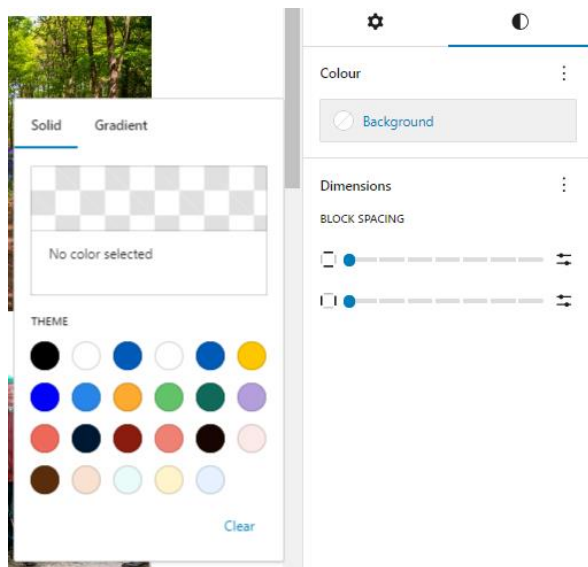 Solid Gradient
No color selected
THEME
Clear
Colour
Background
Dimensions
BLOCK SPACING